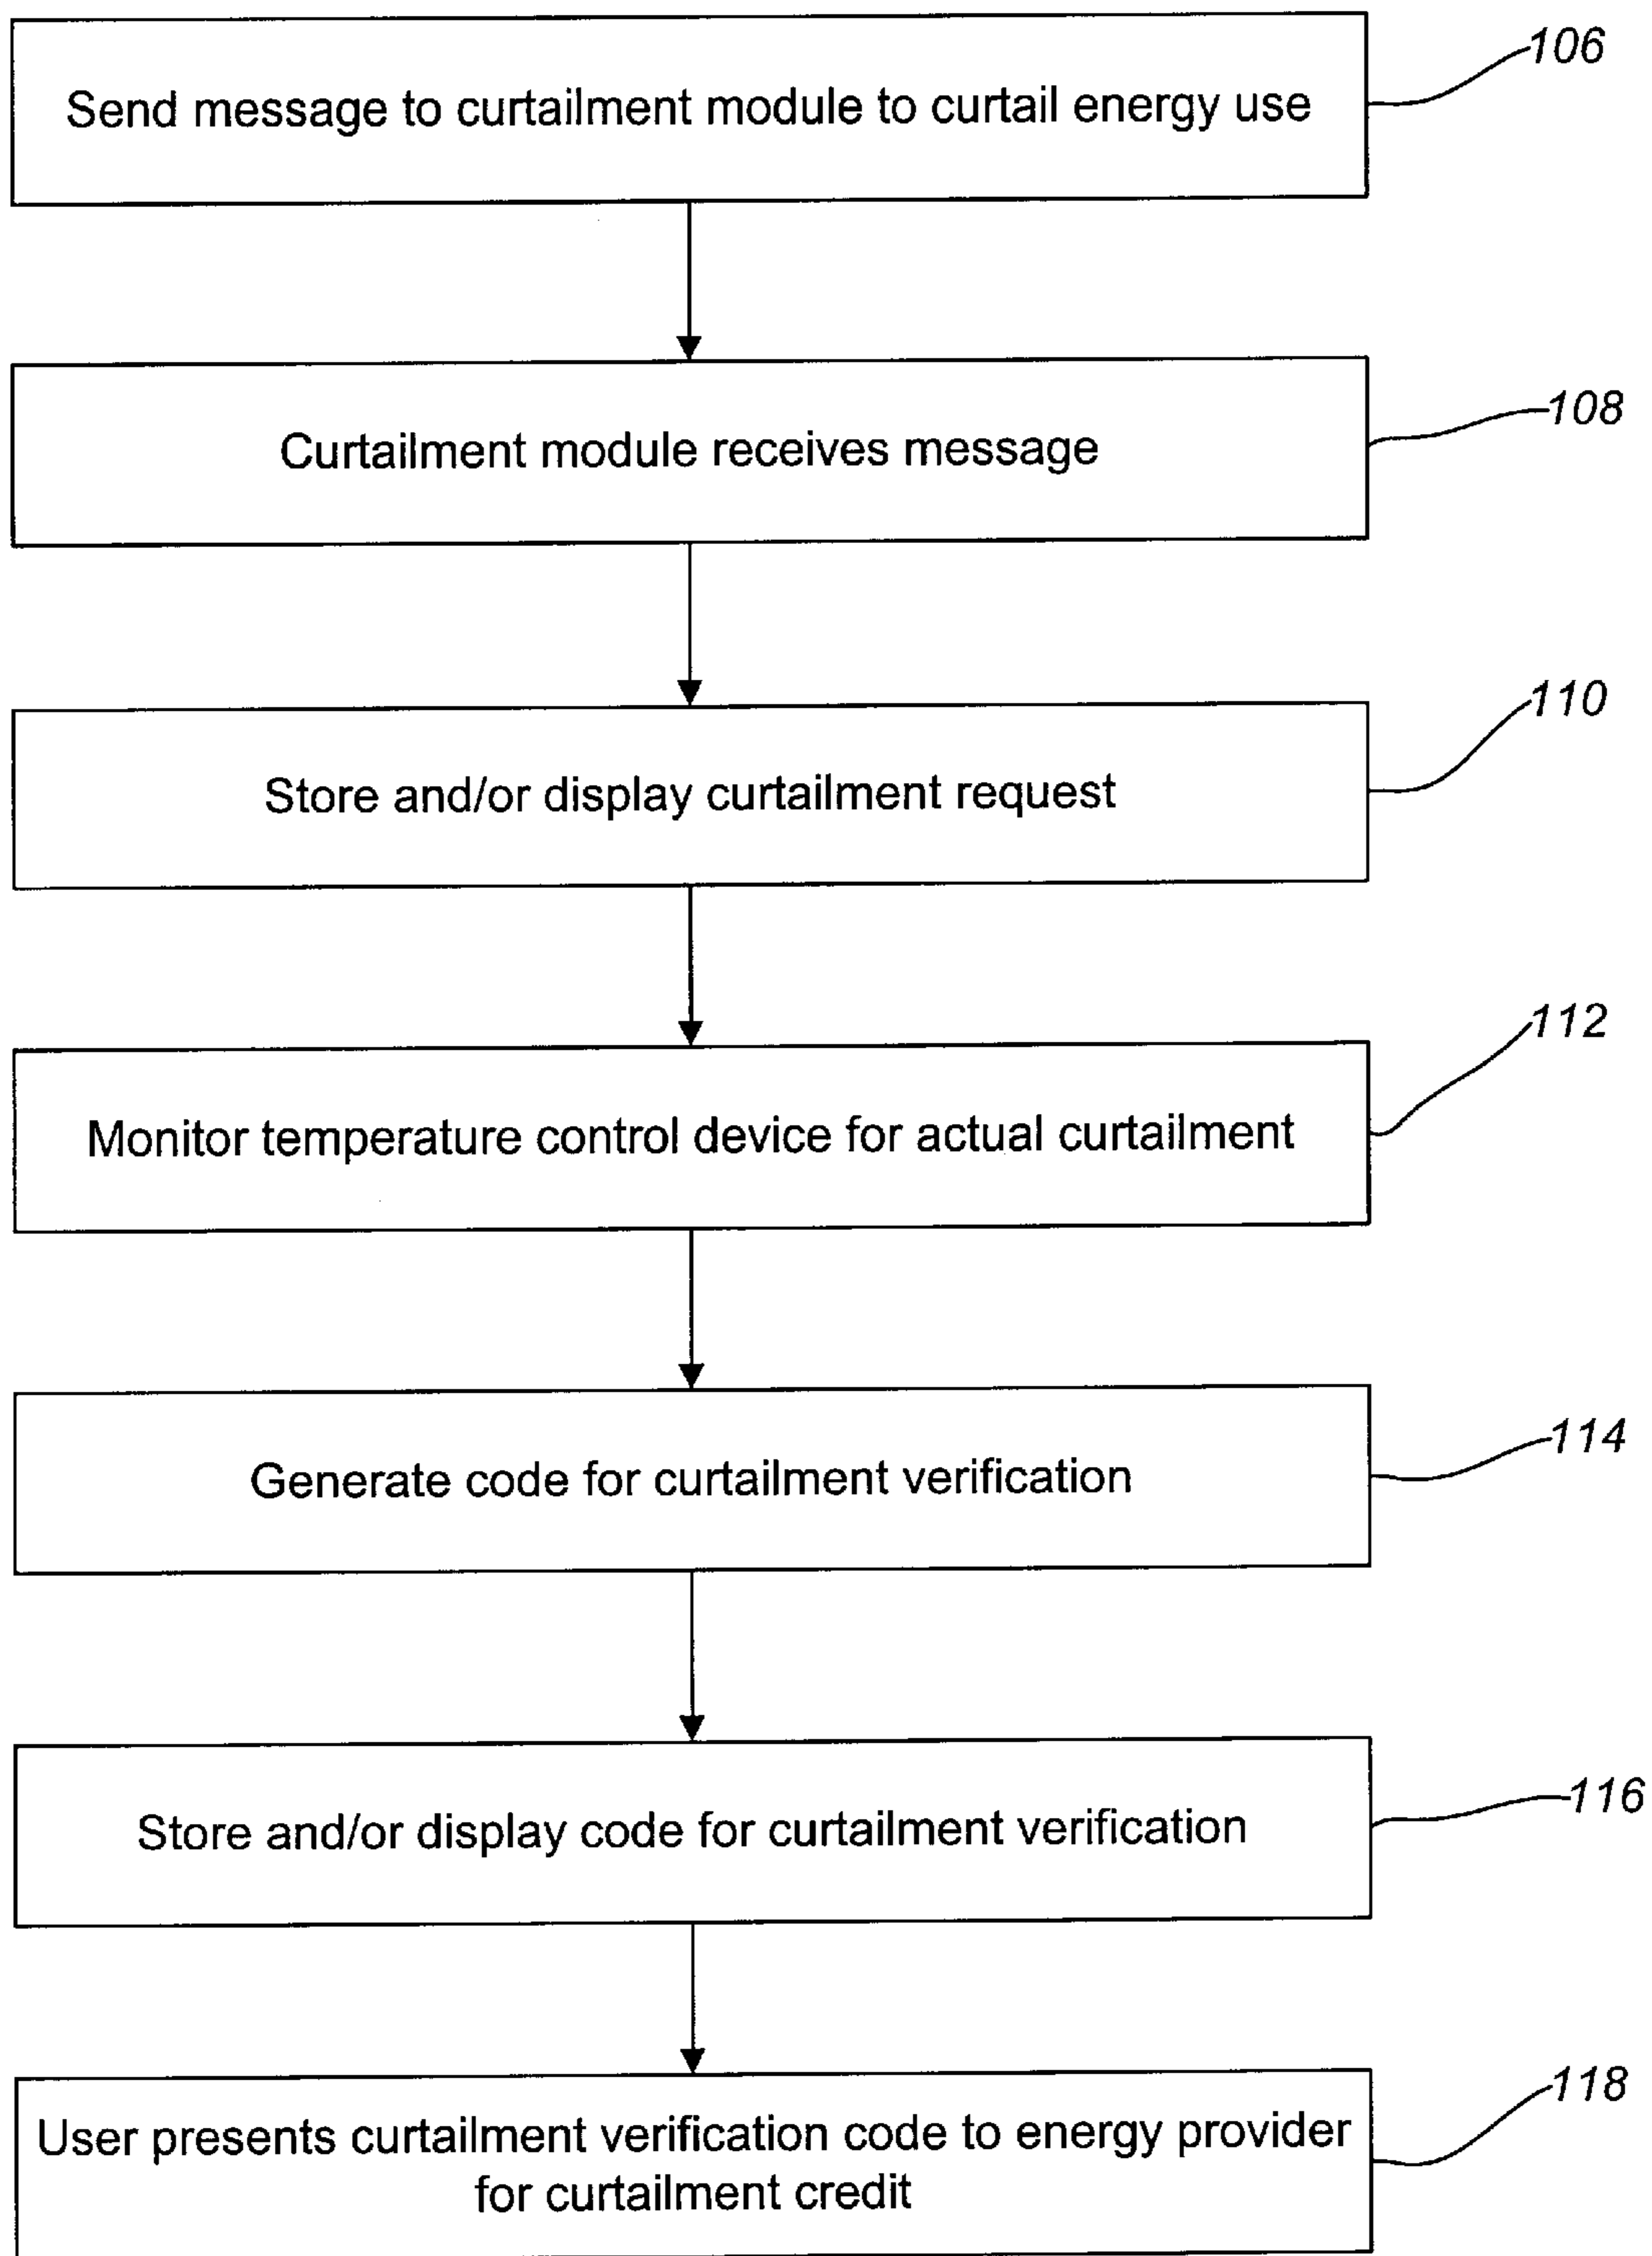 Send message to curtailment module to curtail energy use
106
Curtailment module receives message
108
Store and/or display curtailment request
110
Monitor temperature control device for actual curtailment
112
Generate code for curtailment verification
114
Store and/or display code for curtailment verification
116
User presents curtailment verification code to energy provider
for curtailment credit
118